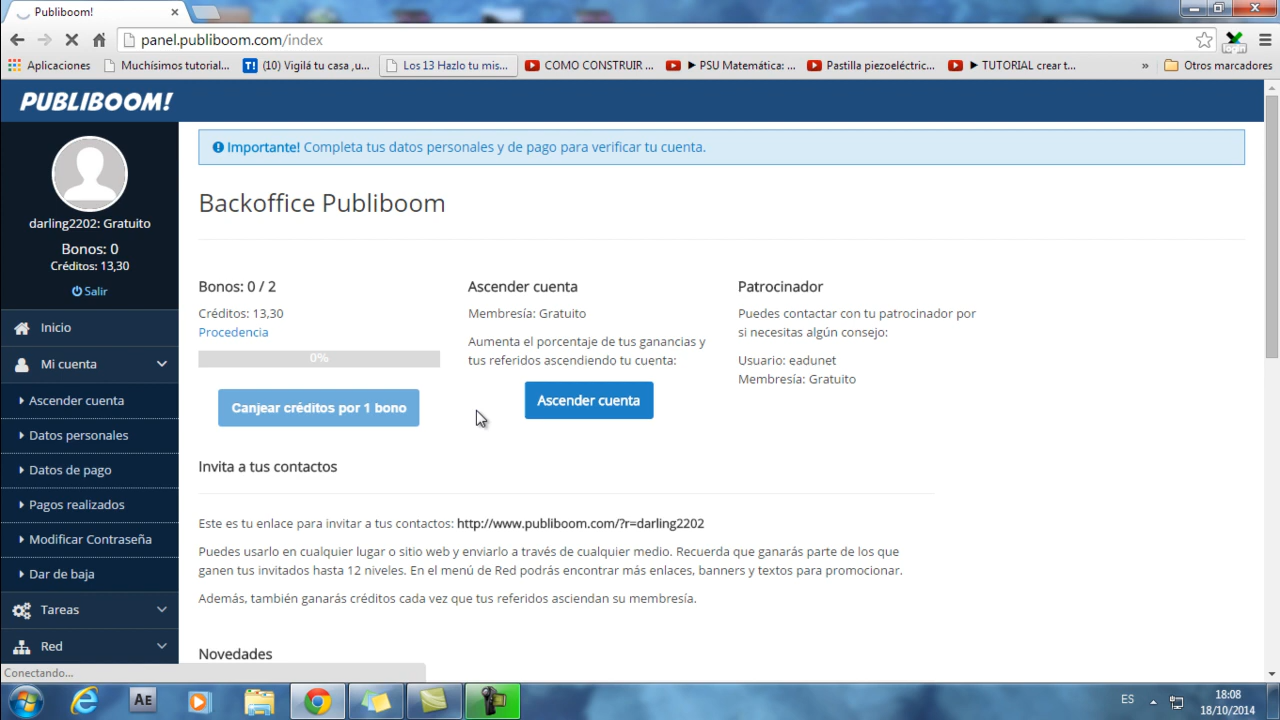 Publiboom!
panel.publiboom.com/index
login
Aplicaciones
Muchísimos tutorial...
T!
(10) Vigilá tu casa ,u...
Los 13 Hazlo tu mis...
COMO CONSTRUIR ...
► PSU Matemática: ...
Pastilla piezoeléctric...
► TUTORIAL crear t...
»
Otros marcadores
PUBLIBOOM!
darling2202: Gratuito
Bonos: 0
Créditos: 13,30
Salir
Inicio
Mi cuenta
Ascender cuenta
Datos personales
Datos de pago
Pagos realizados
Modificar Contraseña
Dar de baja
Tareas
Red
Importante! Completa tus datos personales y de pago para verificar tu cuenta.
Backoffice Publiboom
Bonos: 0 / 2
Créditos: 13,30
Procedencia
0%
Canjear créditos por 1 bono
Ascender cuenta
Membresía: Gratuito
Aumenta el porcentaje de tus ganancias y
tus referidos ascendiendo tu cuenta:
Ascender cuenta
Patrocinador
Puedes contactar con tu patrocinador por
si necesitas algún consejo:
Usuario: eadunet
Membresía: Gratuito
Invita a tus contactos
Este es tu enlace para invitar a tus contactos: http://www.publiboom.com/?r=darling2202
Puedes usarlo en cualquier lugar o sitio web y enviarlo a través de cualquier medio. Recuerda que ganarás parte de los que
ganen tus invitados hasta 12 niveles. En el menú de Red podrás encontrar más enlaces, banners y textos para promocionar.
Además, también ganarás créditos cada vez que tus referidos asciendan su membresía.
Novedades
Conectando...
AE
ES
18:08
18/10/2014